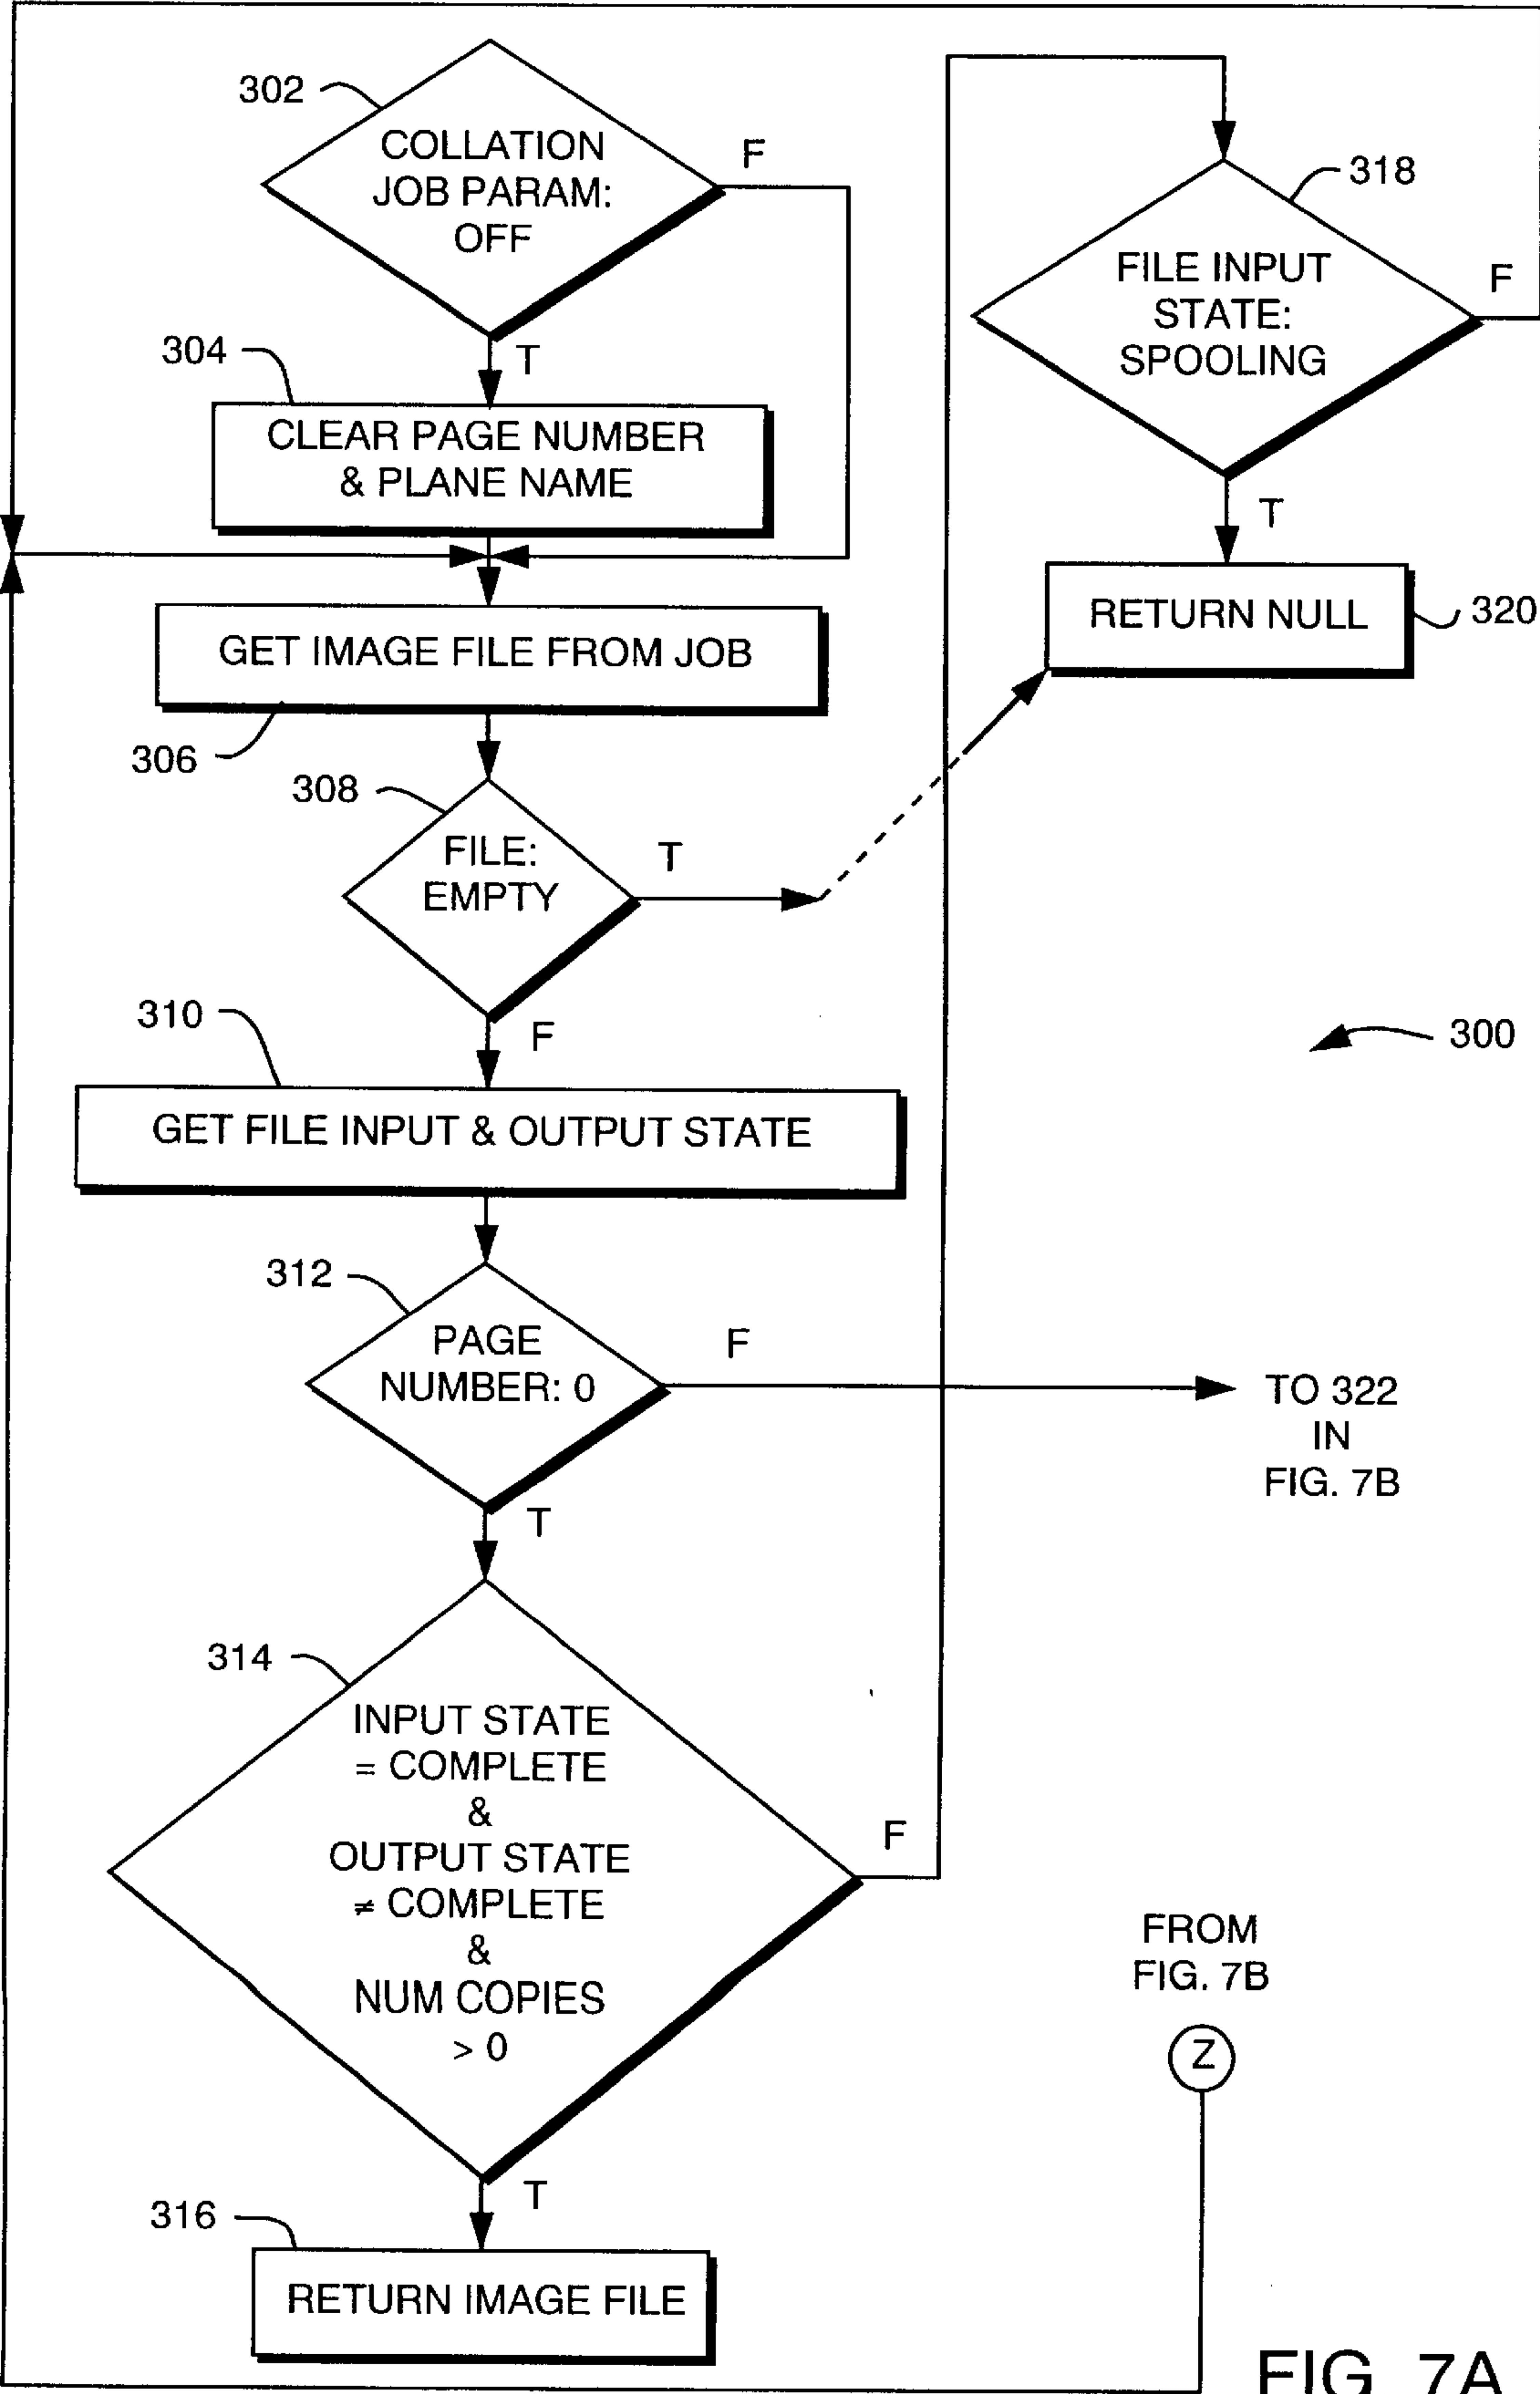 302
COLLATION
JOB PARAM:
OFF
F
T
304
CLEAR PAGE NUMBER
& PLANE NAME
GET IMAGE FILE FROM JOB
306
308
FILE:
EMPTY
T
F
310
GET FILE INPUT & OUTPUT STATE
312
PAGE
NUMBER: 0
F
T
TO 322
IN
FIG. 7B
314
INPUT STATE
= COMPLETE
&
OUTPUT STATE
≠ COMPLETE
&
NUM COPIES
> 0
F
T
316
RETURN IMAGE FILE
318
FILE INPUT
STATE:
SPOOLING
F
T
RETURN NULL
320
300
FROM
FIG. 7B
Z
FIG. 7A